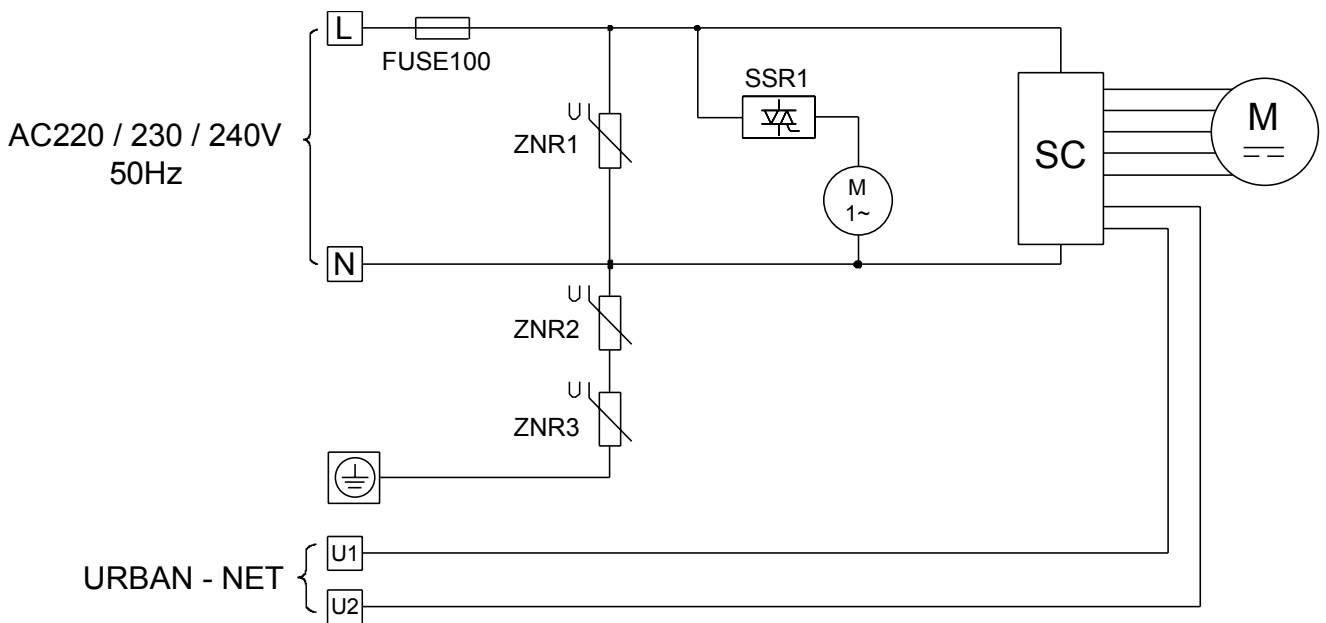 L
FUSE100
SSR1
ZNR1
AC220 / 230 / 240V
50Hz
M
1~
SC
M
N
ZNR2
ZNR3
U1
URBAN - NET
U2